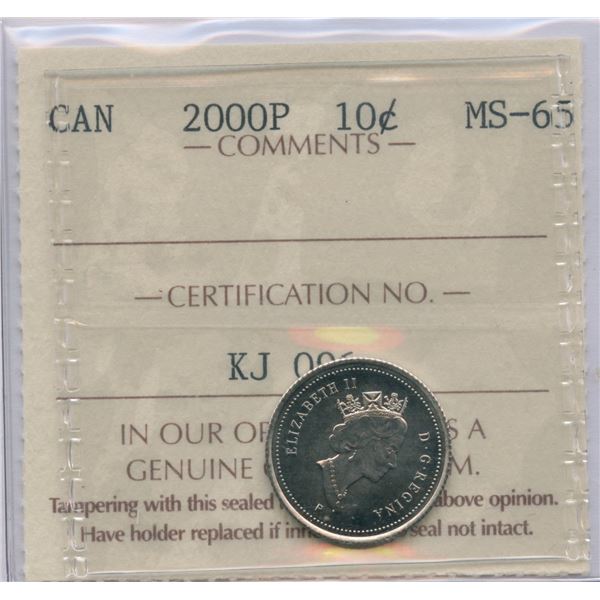 CAN 2000P 10¢ MS-65
— COMMENTS —
— CERTIFICATION NO. —
KJ
ELIZABETH II D·G·REGINA
P
IN OUR A
GENUINE
Tampering with this sealed above opinion.
Have holder replaced if seal not intact.